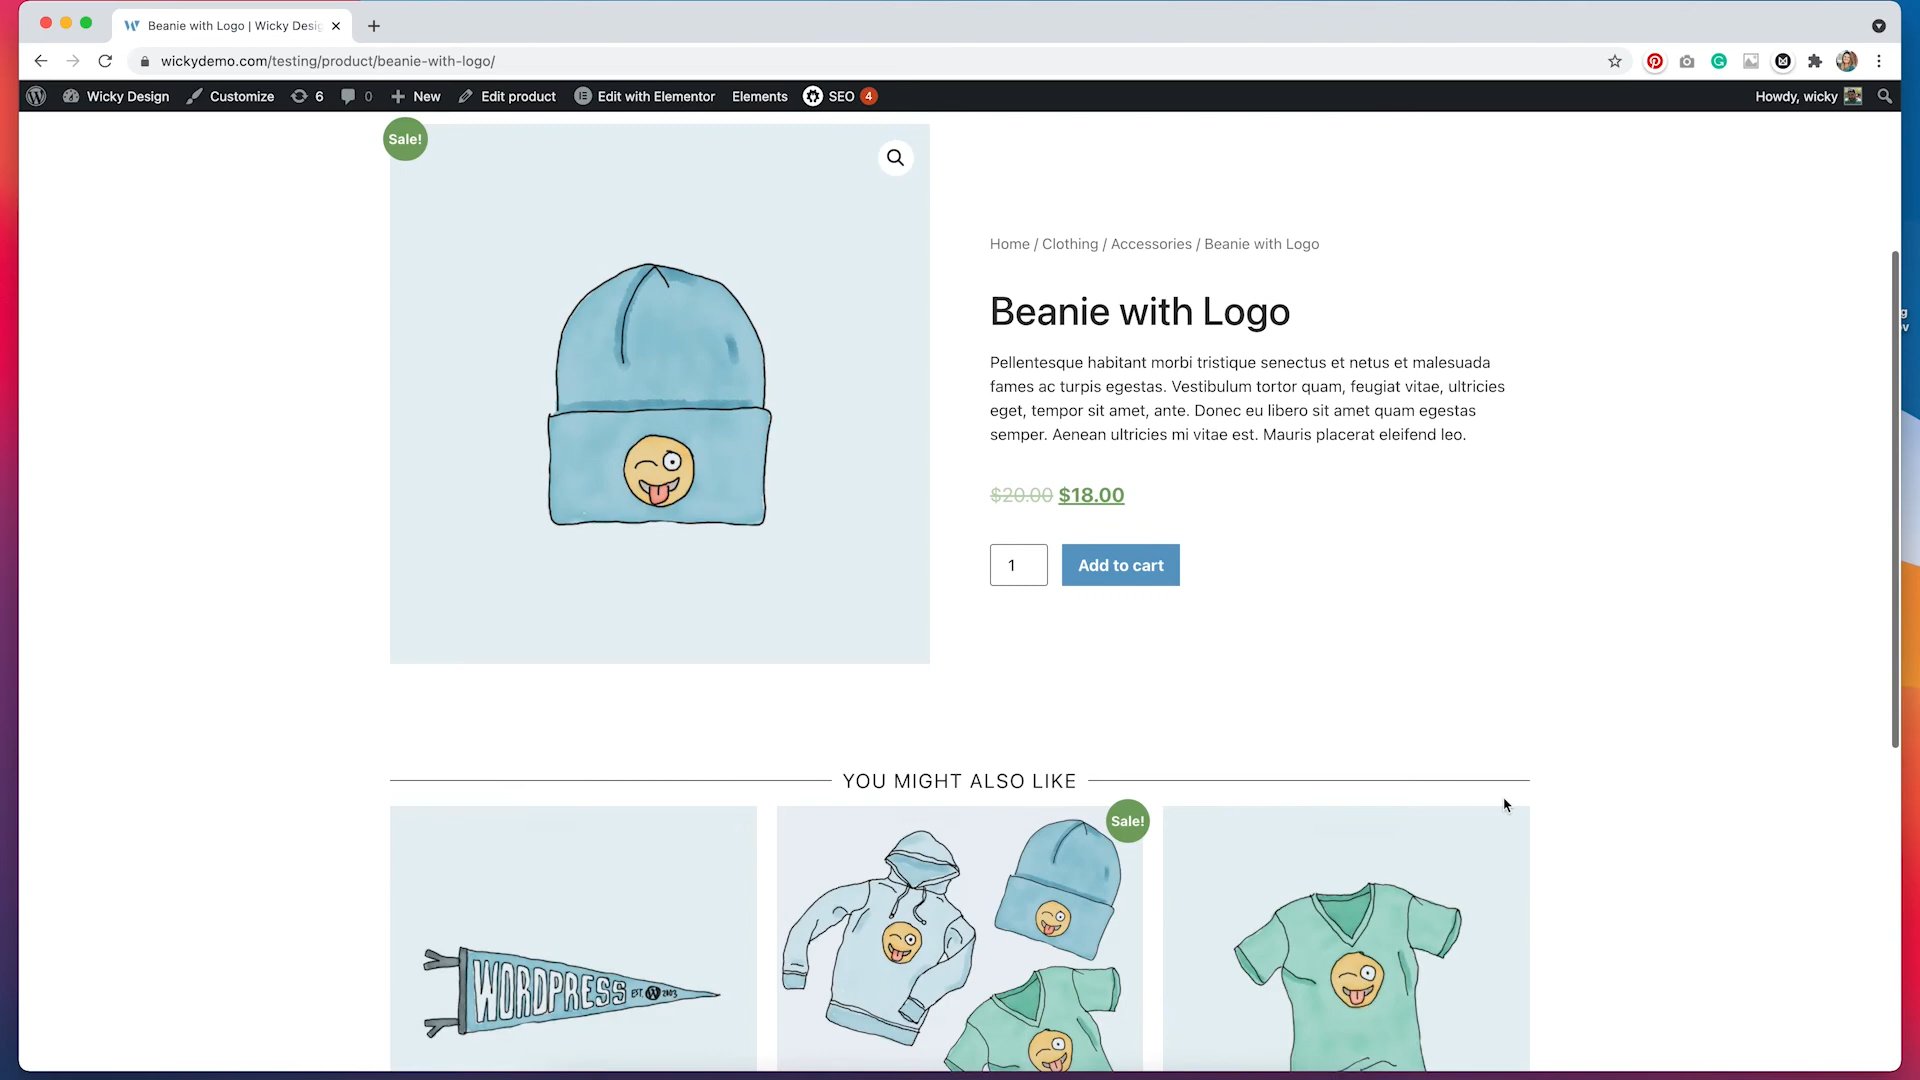 Beanie with Logo | Wicky Desig
wickydemo.com/testing/product/beanie-with-logo/
Wicky Design Customize 6 0 New Edit product Edit with Elementor Elements SEO 4 Howdy, wicky
Sale!
Home / Clothing / Accessories / Beanie with Logo
Beanie with Logo
Pellentesque habitant morbi tristique senectus et netus et malesuada
fames ac turpis egestas. Vestibulum tortor quam, feugiat vitae, ultricies
eget, tempor sit amet, ante. Donec eu libero sit amet quam egestas
semper. Aenean ultricies mi vitae est. Mauris placerat eleifend leo.
$20.00 $18.00
1 Add to cart
YOU MIGHT ALSO LIKE
Sale!
WORDPRESS EST. 2003